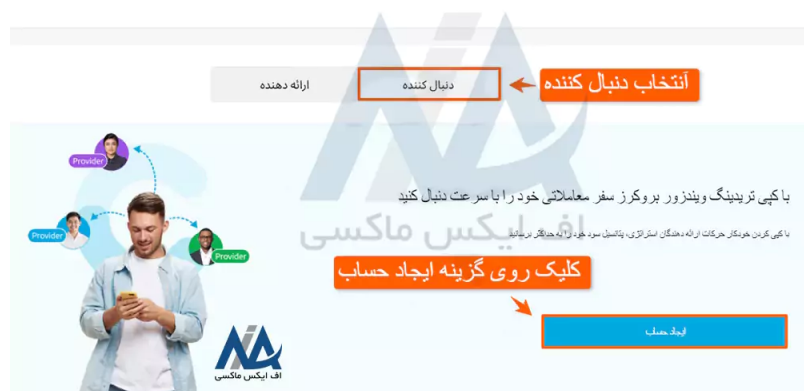 آنتخاب دنبال کننده
دنبال کننده
ارائه دهنده
Provider
Provider
Provider
با کپی تریدینگ ویندزور بروکرز سفر معاملاتی خود را با سرعت دنبال کنید
با کپی کردن خودکار حرکات ارائه دهندگان استراتژی، پتانسیل سود خود را به حداکثر برسانید
اف ایکس ماکسی
کلیک روی گزینه ایجاد حساب
ایجاد حساب
اف ایکس ماکسی